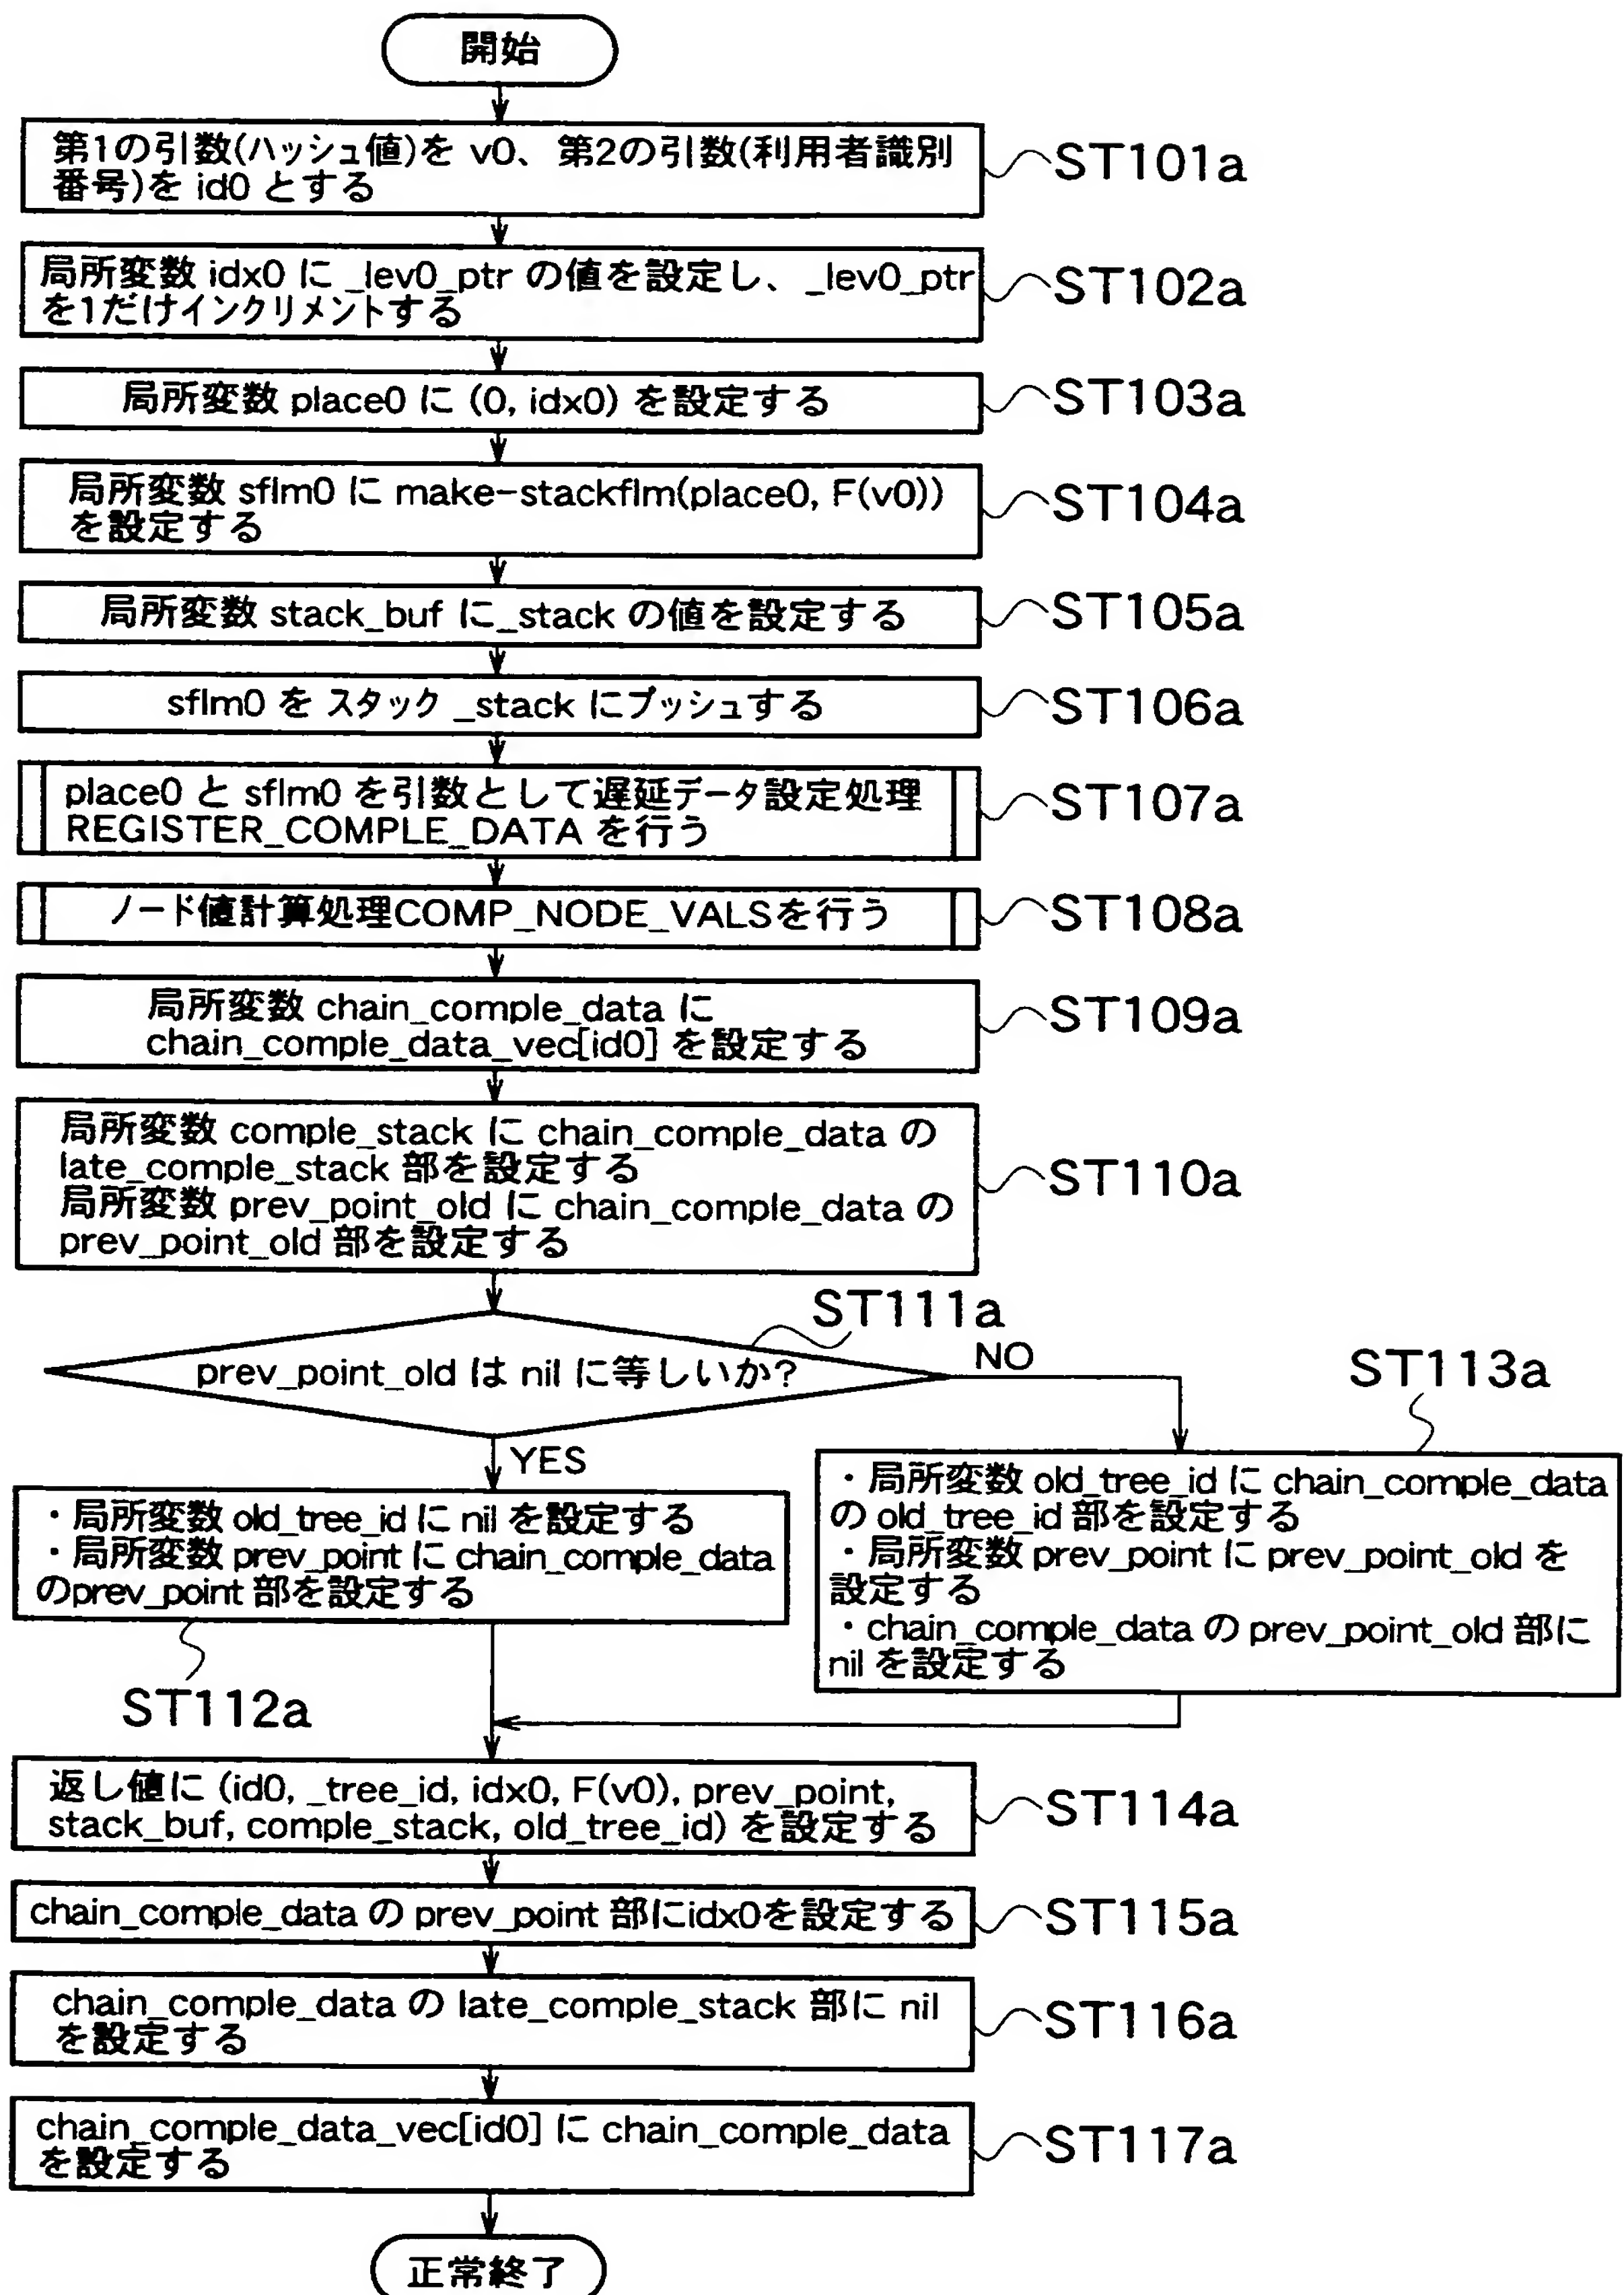 開始
第1の引数(ハッシュ値)を v0、第2の引数(利用者識別
番号)を id0 とする
ST101a
局所変数 idx0 に _lev0_ptr の値を設定し、_lev0_ptr
を1だけインクリメントする
ST102a
局所変数 place0 に (0, idx0) を設定する
ST103a
局所変数 sflm0 に make-stackflm(place0, F(v0))
を設定する
ST104a
局所変数 stack_buf に_stack の値を設定する
ST105a
sflm0 を スタック _stack にプッシュする
ST106a
place0 と sflm0 を引数として遅延データ設定処理
REGISTER_COMPLE_DATA を行う
ST107a
ノード値計算処理COMP_NODE_VALSを行う
ST108a
局所変数 chain_comple_data に
chain_comple_data_vec[id0] を設定する
ST109a
局所変数 comple_stack に chain_comple_data の
late_comple_stack 部を設定する
局所変数 prev_point_old に chain_comple_data の
prev_point_old 部を設定する
ST110a
ST111a
prev_point_old は nil に等しいか?
NO
ST113a
YES
・局所変数 old_tree_id に nil を設定する
・局所変数 prev_point に chain_comple_data
のprev_point 部を設定する
ST112a
・局所変数 old_tree_id に chain_comple_data
の old_tree_id 部を設定する
・局所変数 prev_point に prev_point_old を
設定する
・chain_comple_data の prev_point_old 部に
nil を設定する
返し値に (id0, _tree_id, idx0, F(v0), prev_point,
stack_buf, comple_stack, old_tree_id) を設定する
ST114a
chain_comple_data の prev_point 部にidx0を設定する
ST115a
chain_comple_data の late_comple_stack 部に nil
を設定する
ST116a
chain_comple_data_vec[id0] に chain_comple_data
を設定する
ST117a
正常終了